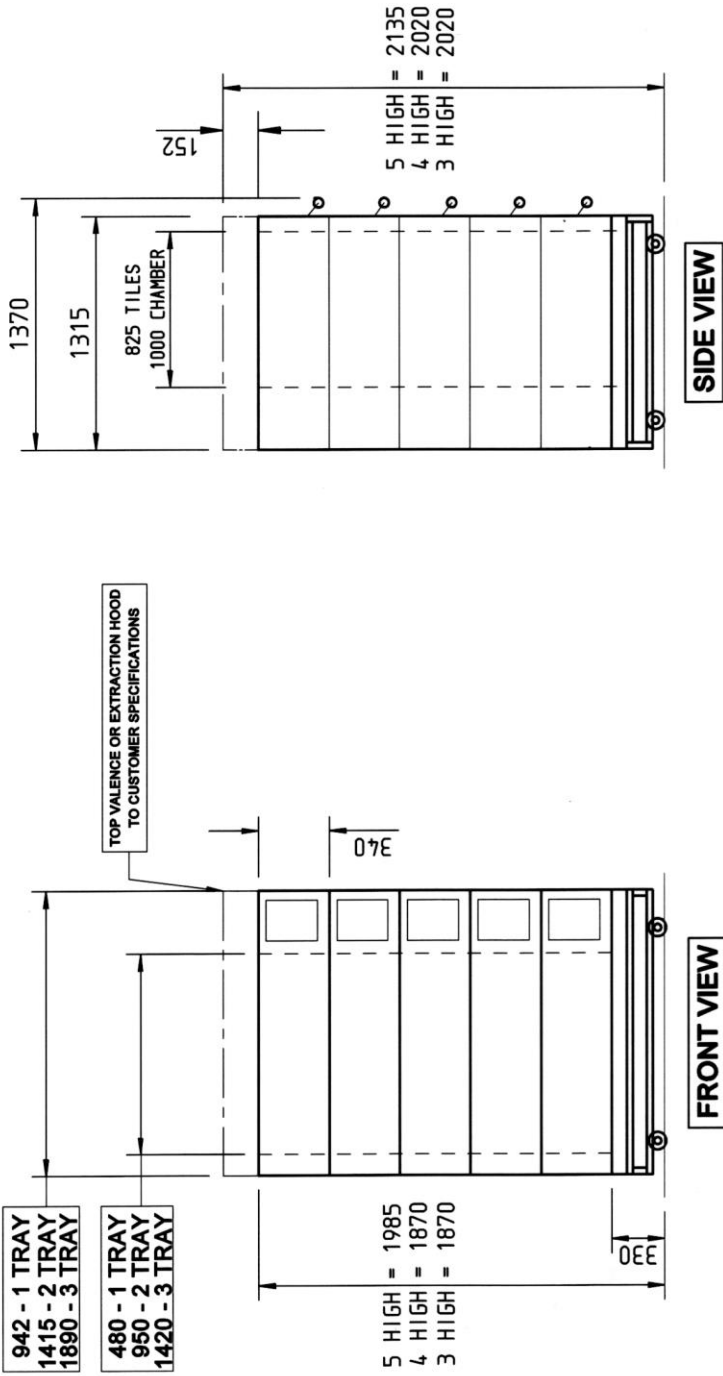 942 - 1 TRAY
1415 - 2 TRAY
1890 - 3 TRAY
480 - 1 TRAY
950 - 2 TRAY
1420 - 3 TRAY
TOP VALENCE OR EXTRACTION HOOD
TO CUSTOMER SPECIFICATIONS
340
5 HIGH = 1985
4 HIGH = 1870
3 HIGH = 1870
330
FRONT VIEW
1370
1315
825 TILES
1000 CHAMBER
152
5 HIGH = 2135
4 HIGH = 2020
3 HIGH = 2020
SIDE VIEW